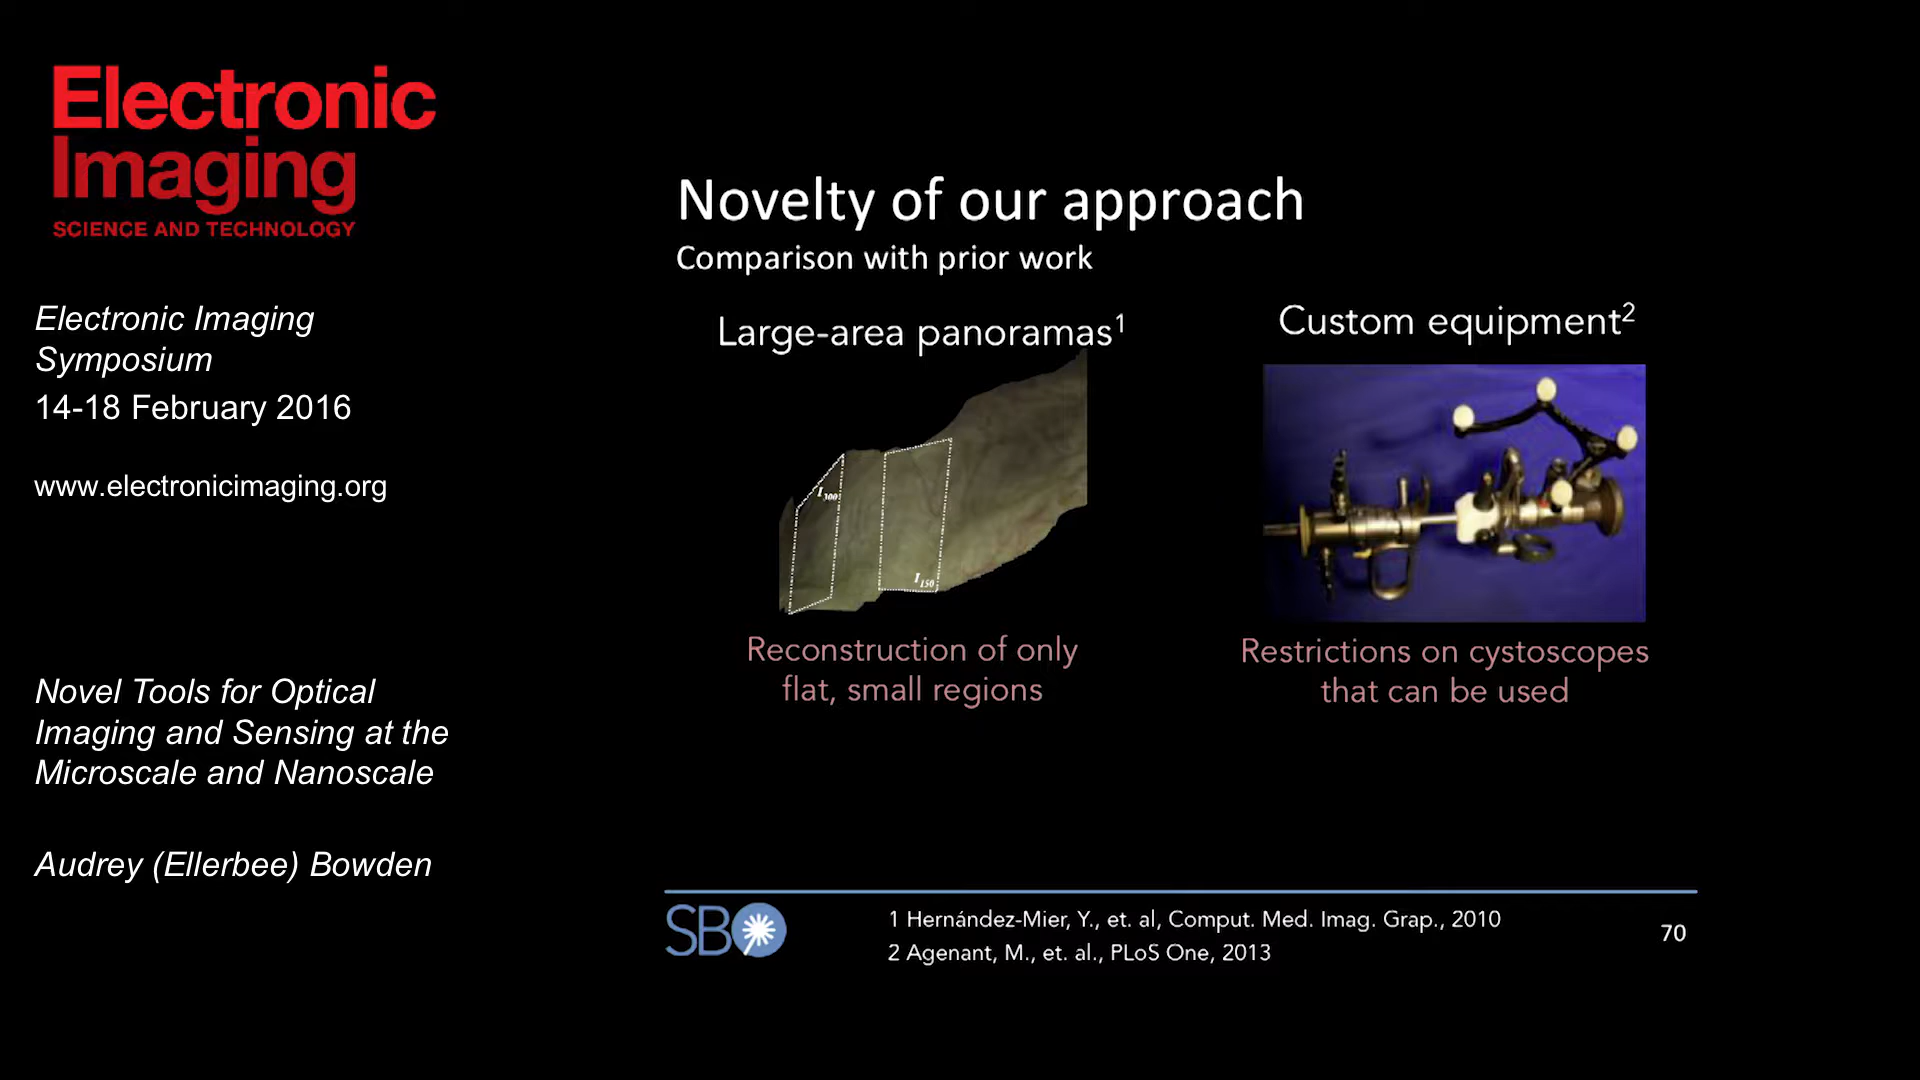 Electronic
Imaging
SCIENCE AND TECHNOLOGY
Electronic Imaging
Symposium
14-18 February 2016
www.electronicimaging.org
Novel Tools for Optical
Imaging and Sensing at the
Microscale and Nanoscale
Audrey (Ellerbee) Bowden
Novelty of our approach
Comparison with prior work
Large-area panoramas1
I300
I150
Reconstruction of only
flat, small regions
Custom equipment2
Restrictions on cystoscopes
that can be used
SBO
1 Hernández-Mier, Y., et. al, Comput. Med. Imag. Grap., 2010
2 Agenant, M., et. al., PLoS One, 2013
70